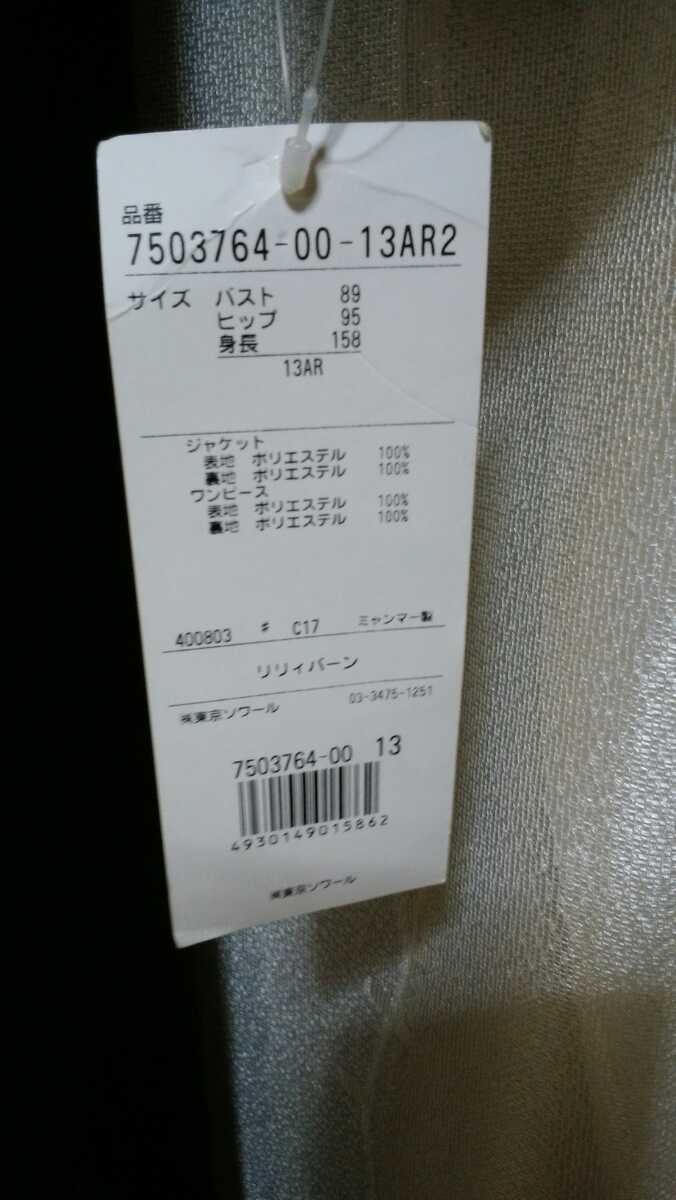 品番
7503764-00-13AR2
サイズ バスト 89
ヒップ 95
身長 158
13AR
ジャケット
表地 ポリエステル 100%
裏地 ポリエステル 100%
ワンピース
表地 ポリエステル 100%
裏地 ポリエステル 100%
400803 # C17 ミャンマー製
リリィバーン
㈱東京ソワール 03-3475-1251
7503764-00 13
4930149015862
㈱東京ソワール